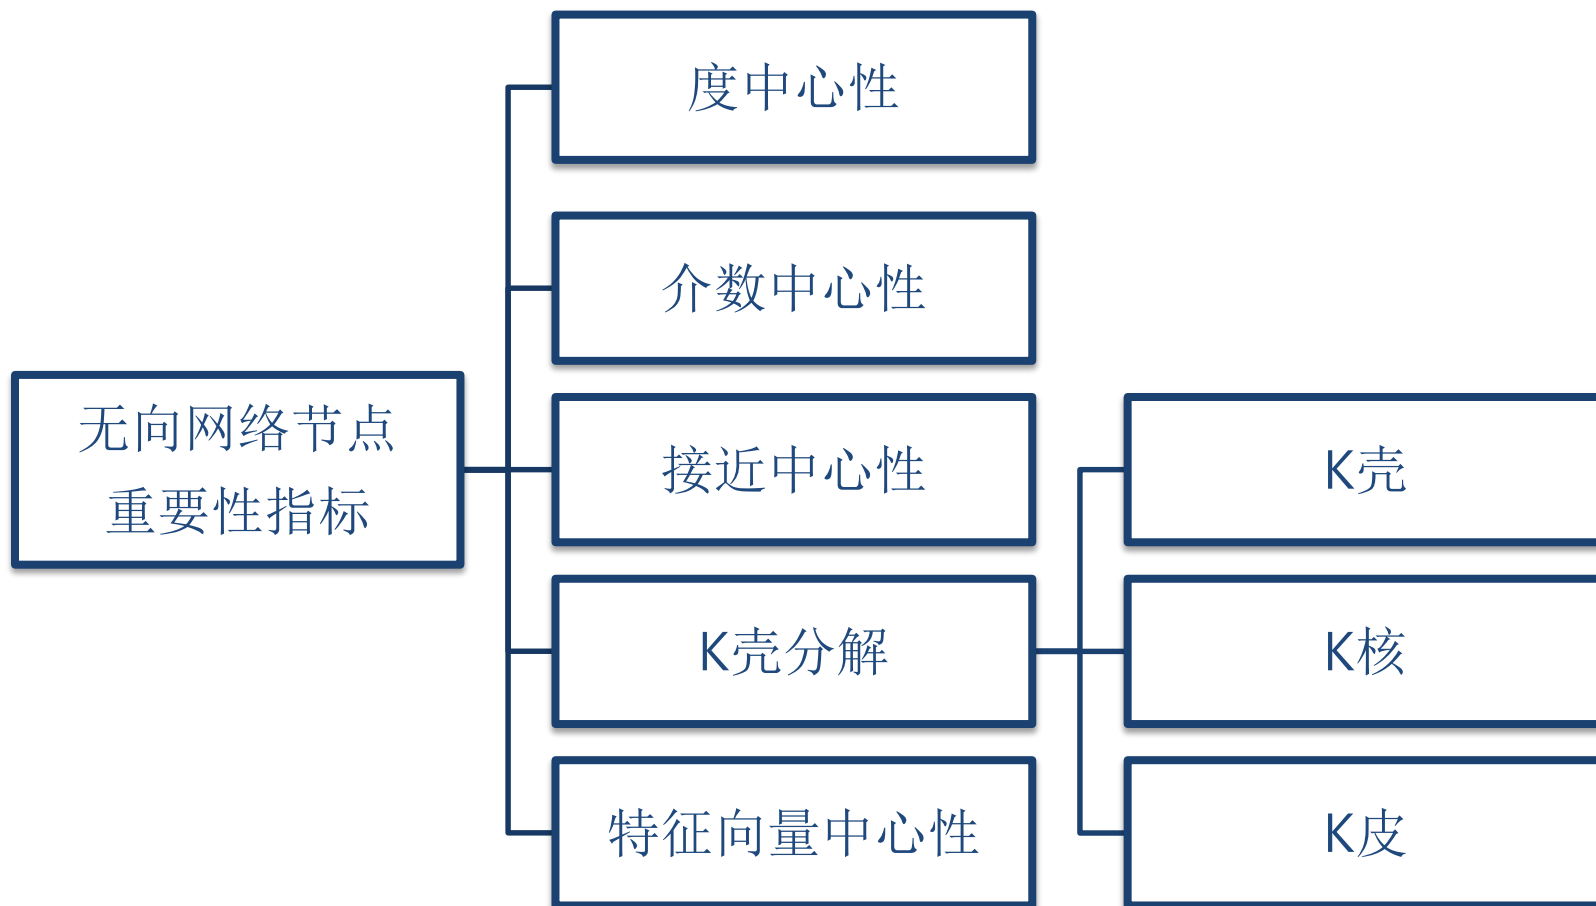 度中心性
介数中心性
无向网络节点
重要性指标
接近中心性
K壳
K壳分解
K核
特征向量中心性
K皮